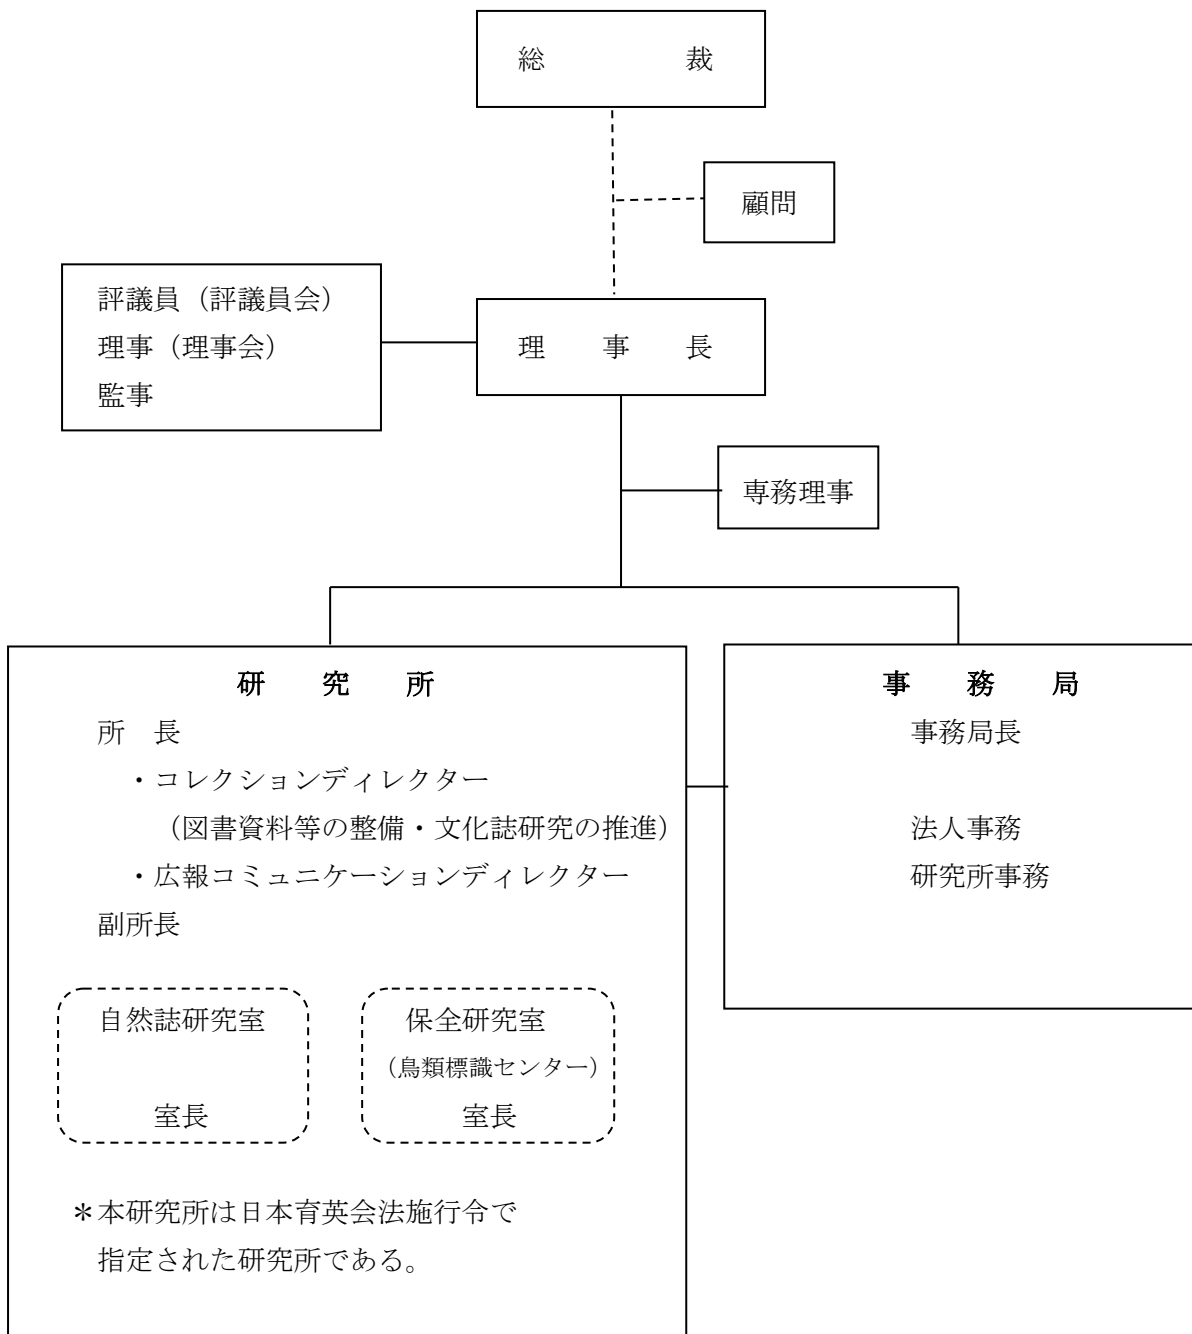 総　　裁
顧問
評議員（評議員会）
理事（理事会）
監事
理　事　長
専務理事
研　究　所
所　長
・コレクションディレクター
（図書資料等の整備・文化誌研究の推進）
・広報コミュニケーションディレクター
副所長
自然誌研究室
室長
保全研究室
（鳥類標識センター）
室長
＊本研究所は日本育英会法施行令で
指定された研究所である。
事　務　局
事務局長
法人事務
研究所事務